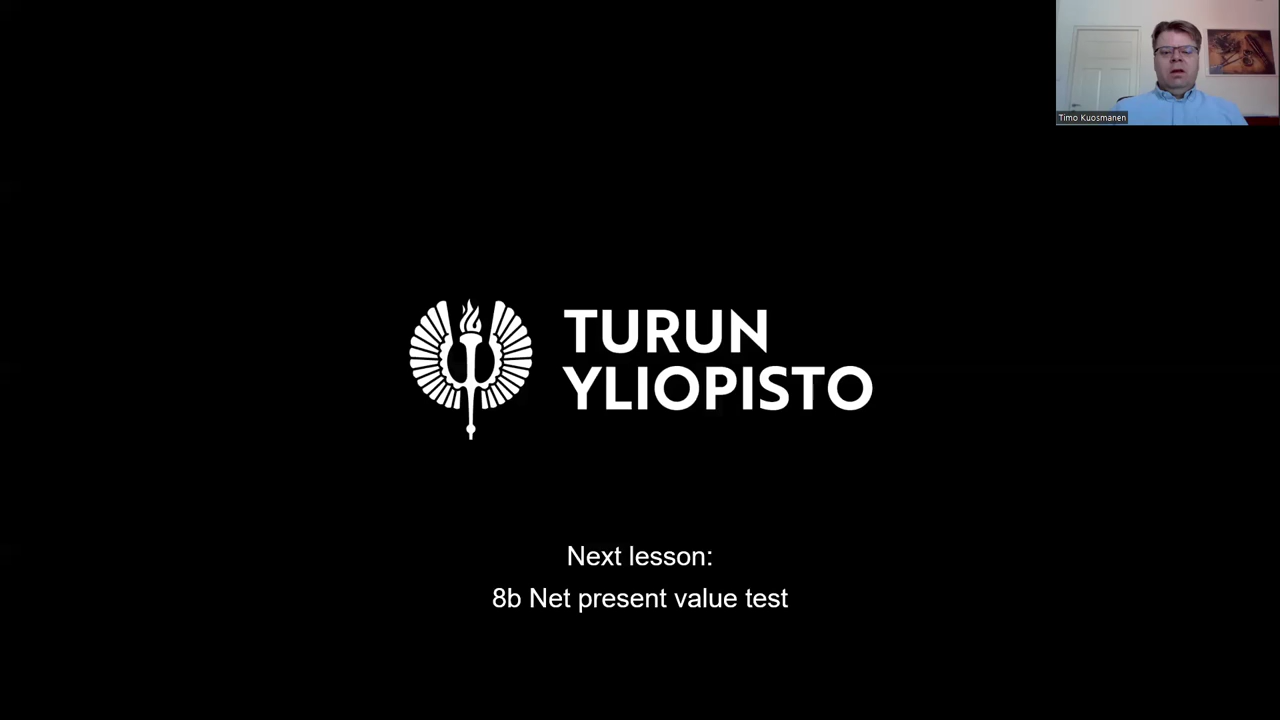 Timo Kuosmanen
TURUN
YLIOPISTO
Next lesson:
8b Net present value test